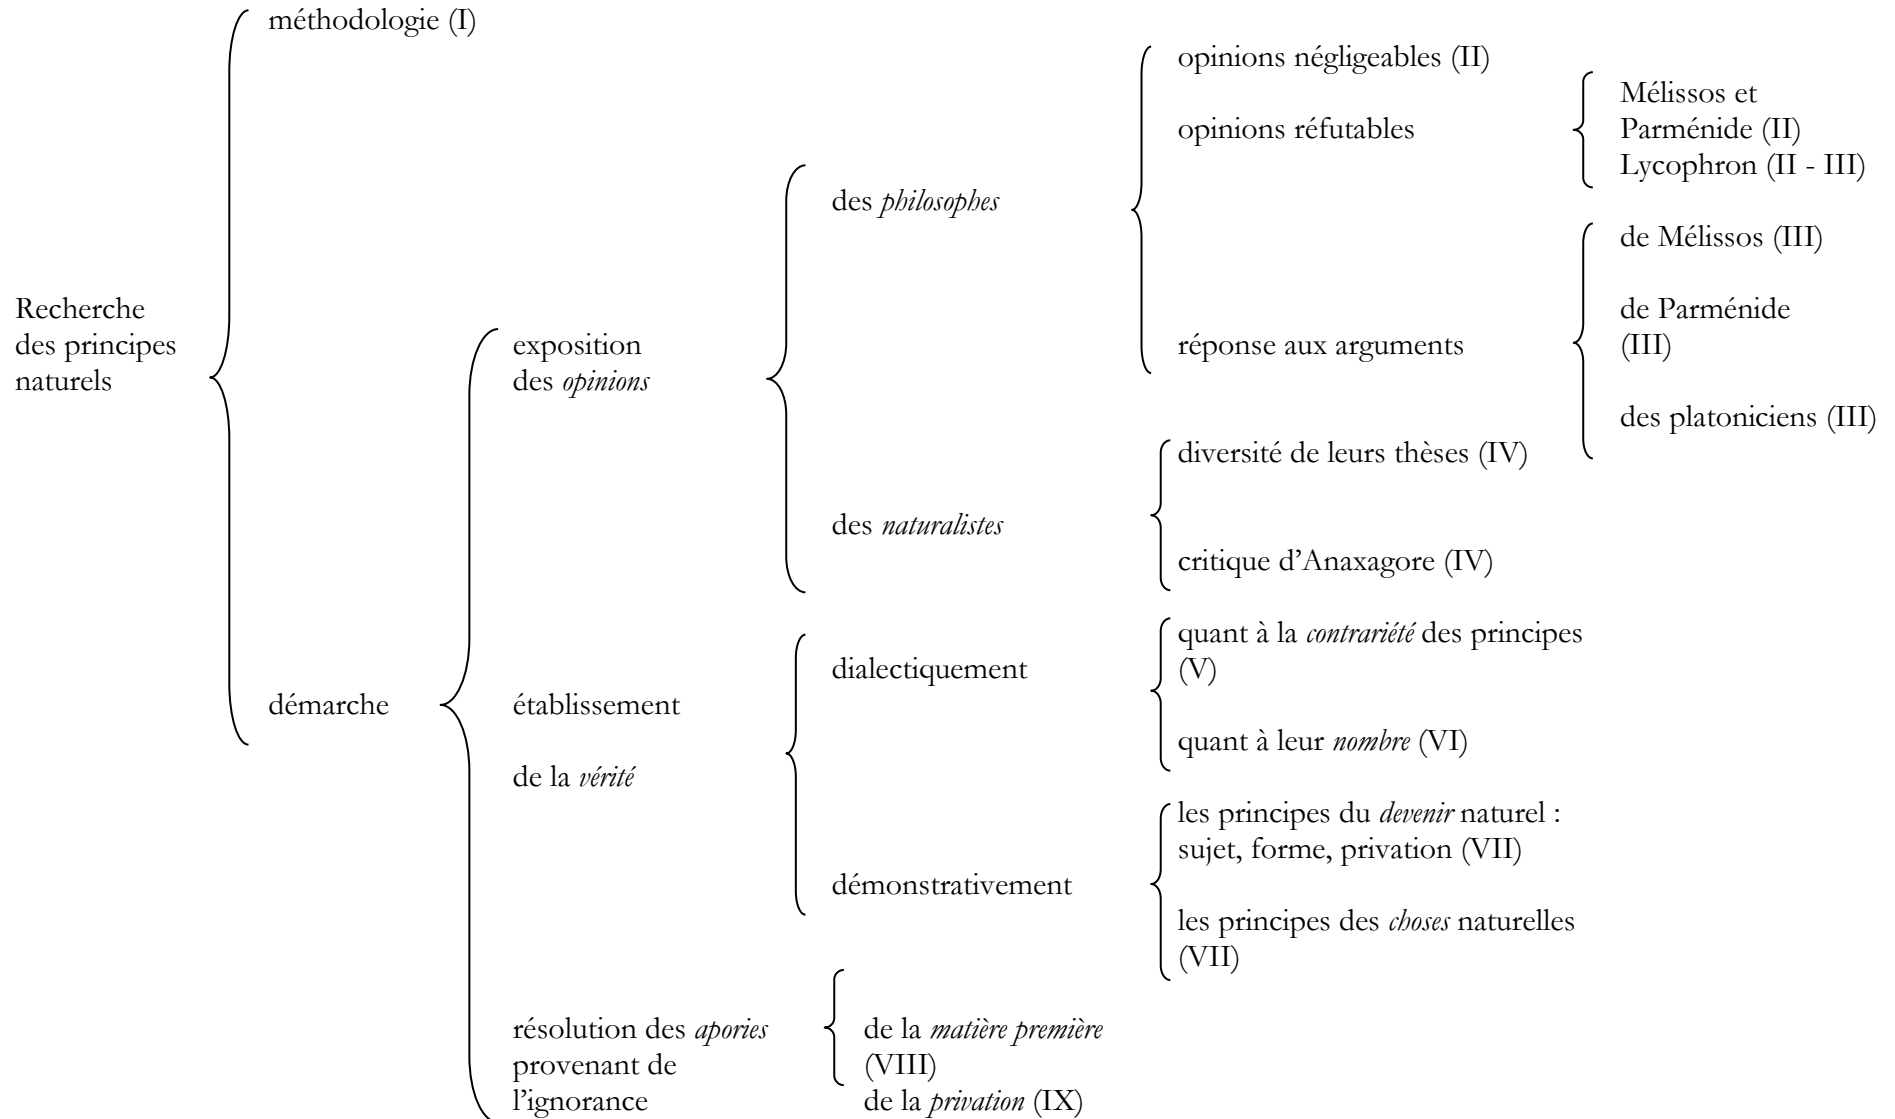 méthodologie (I)
Recherche
des principes
naturels
démarche
exposition
des opinions
des philosophes
opinions négligeables (II)
opinions réfutables
Mélissos et
Parménide (II)
Lycophron (II - III)
réponse aux arguments
de Mélissos (III)
de Parménide
(III)
des platoniciens (III)
des naturalistes
diversité de leurs thèses (IV)
critique d’Anaxagore (IV)
établissement
de la vérité
dialectiquement
quant à la contrariété des principes
(V)
quant à leur nombre (VI)
démonstrativement
les principes du devenir naturel :
sujet, forme, privation (VII)
les principes des choses naturelles
(VII)
résolution des apories
provenant de
l’ignorance
de la matière première
(VIII)
de la privation (IX)